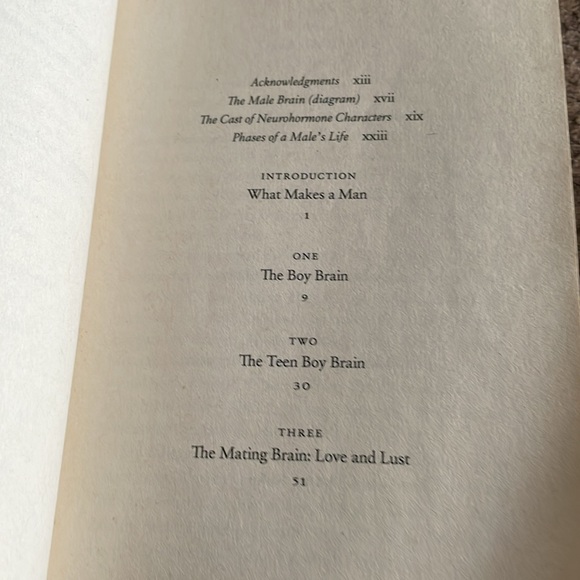 Acknowledgments xiii
The Male Brain (diagram) xvii
The Cast of Neurohormone Characters xix
Phases of a Male's Life xxiii
INTRODUCTION
What Makes a Man
1
ONE
The Boy Brain
9
TWO
The Teen Boy Brain
30
THREE
The Mating Brain: Love and Lust
51